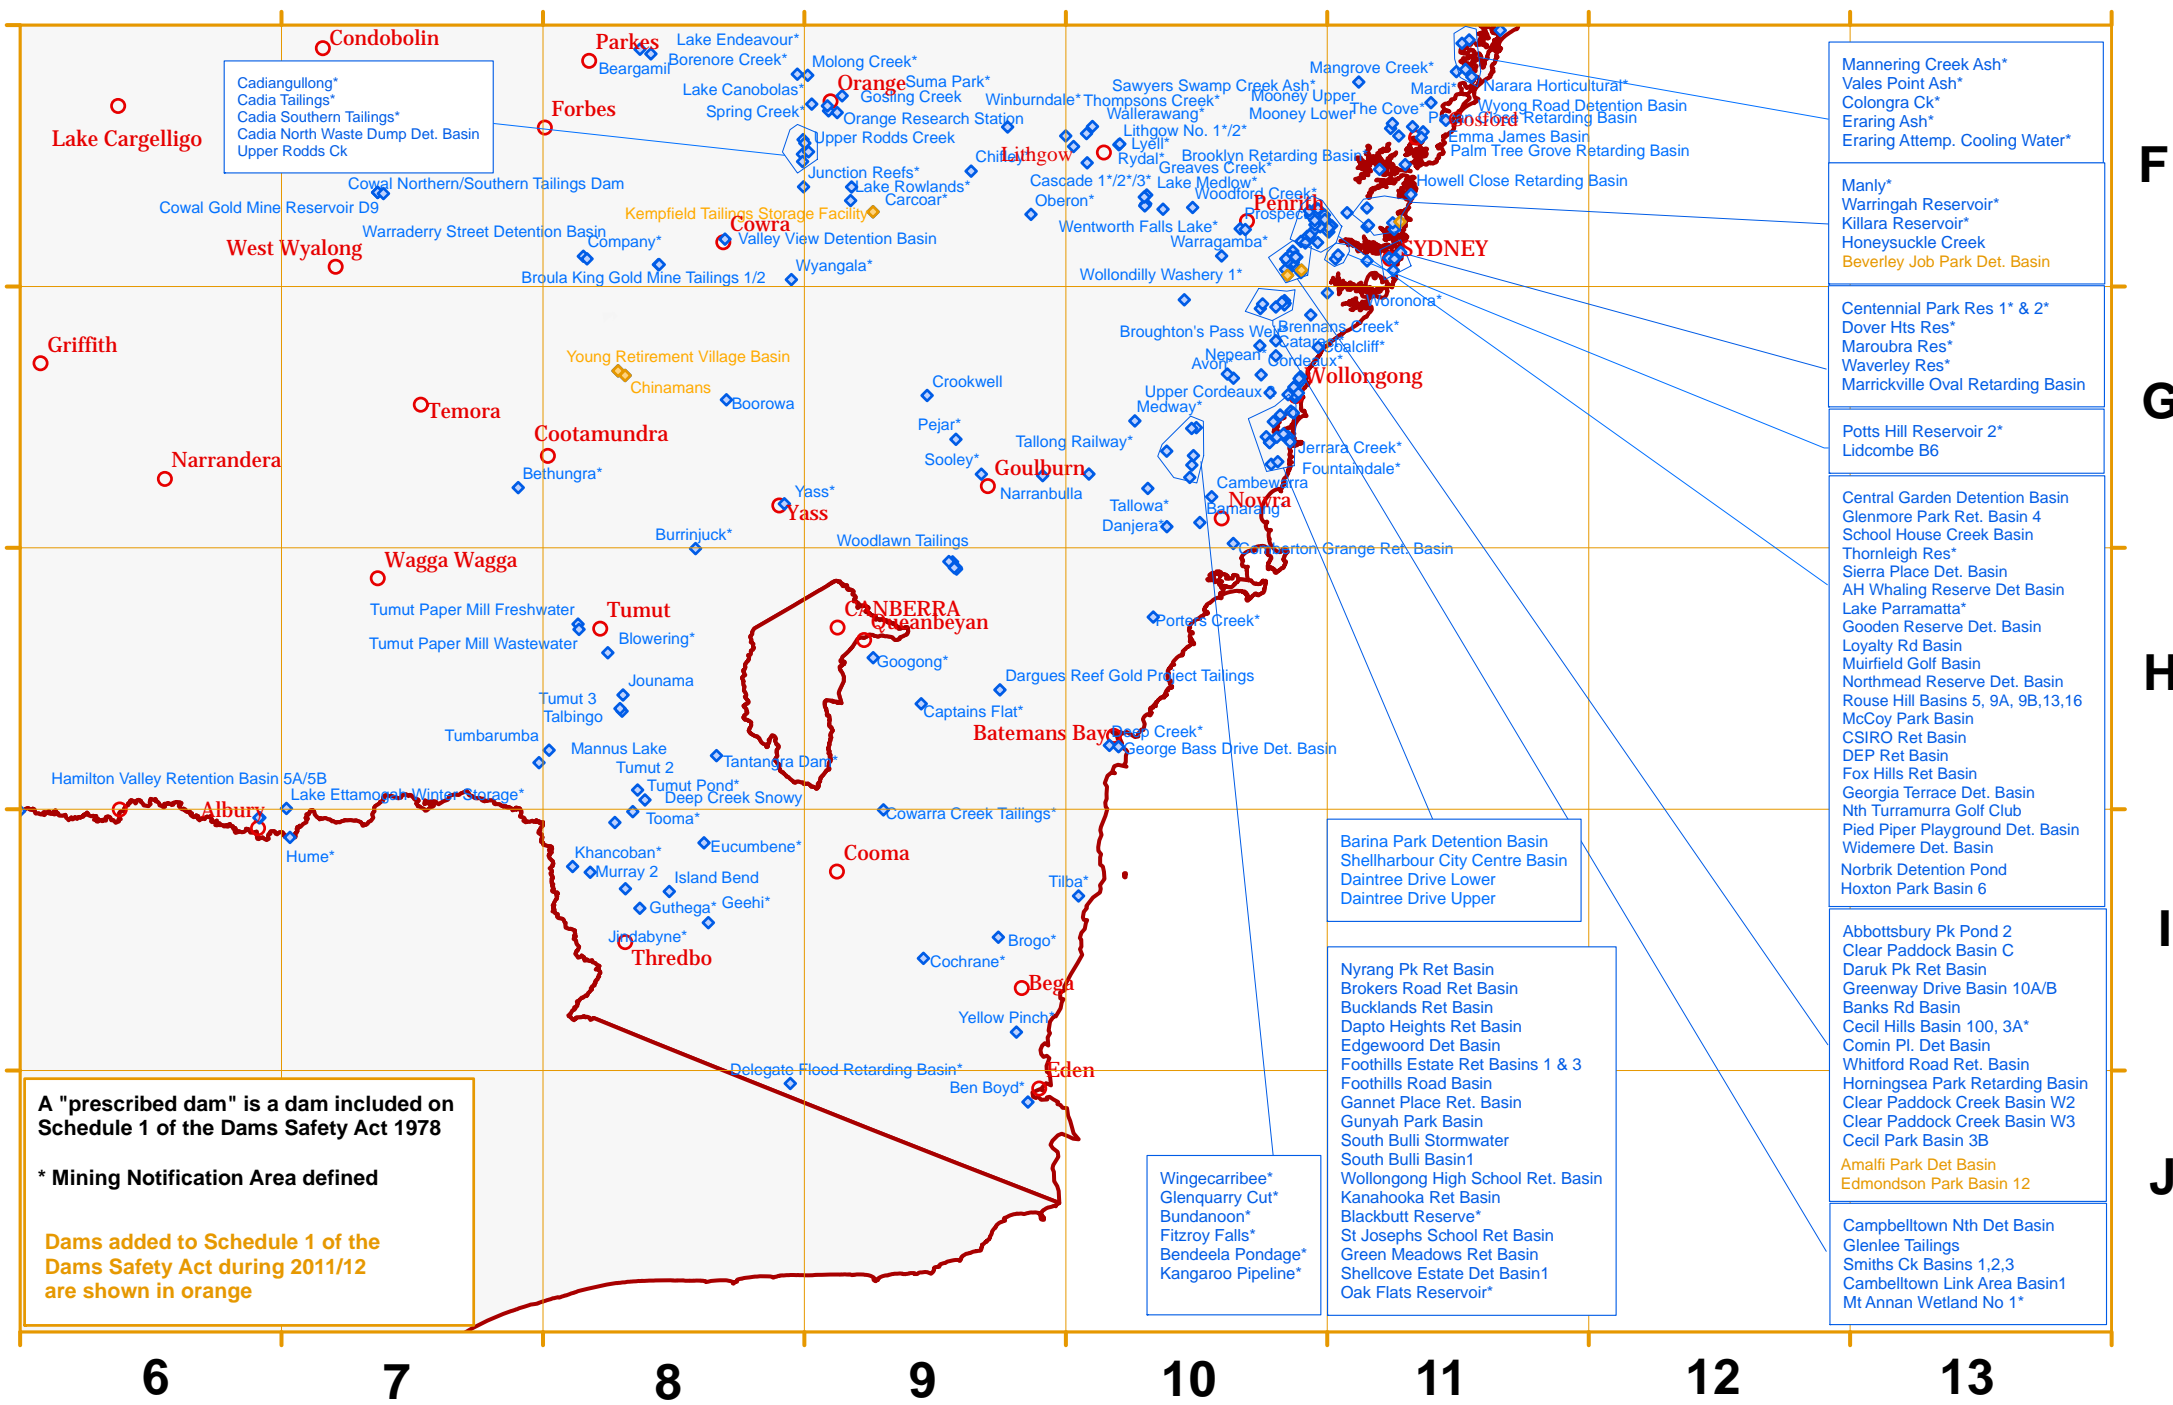 Condobolin
Parkes
Beargamil
Lake Endeavour*
Borenore Creek*
Molong Creek*
Lake Canobolas*
Orange
Suma Park*
Gosling Creek
Spring Creek*
Orange Research Station
Upper Rodds Creek
Lake Cargelligo
Forbes
Cadiangullong*
Cadia Tailings*
Cadia Southern Tailings*
Cadia North Waste Dump Det. Basin
Upper Rodds Ck
Winburndale*
Sawyers Swamp Creek Ash*
Thompsons Creek*
Wallerawang*
Lithgow No. 1*/2*
Lyell*
Rydal*
Lithgow
Chifley*
Mangrove Creek*
Mooney Upper
Mooney Lower
The Cove*
Mardi*
Narara Horticultural*
Wyong Road Detention Basin
Gosford
Close Retarding Basin
Emma James Basin
Palm Tree Grove Retarding Basin
Howell Close Retarding Basin
Brooklyn Retarding Basin*
Greaves Creek*
Cascade 1*/2*/3*
Lake Medlow*
Woodford Creek*
Oberon*
Penrith
Prospect*
Wentworth Falls Lake*
Warragamba*
SYDNEY
Wollondilly Washery 1*
Junction Reefs*
Lake Rowlands*
Carcoar*
Kempfield Tailings Storage Facility
Cowal Northern/Southern Tailings Dam
Cowal Gold Mine Reservoir D9
Warraderry Street Detention Basin
Company*
Cowra
Valley View Detention Basin
West Wyalong
Wyangala*
Broula King Gold Mine Tailings 1/2
Mannering Creek Ash*
Vales Point Ash*
Colongra Ck*
Eraring Ash*
Eraring Attemp. Cooling Water*
Manly*
Warringah Reservoir*
Killara Reservoir*
Honeysuckle Creek
Beverley Job Park Det. Basin
F
Centennial Park Res 1* & 2*
Dover Hts Res*
Maroubra Res*
Waverley Res*
Marrickville Oval Retarding Basin
Potts Hill Reservoir 2*
Lidcombe B6
G
Griffith
Young Retirement Village Basin
Chinamans
Temora
Boorowa
Cootamundra
Narrandera
Bethungra*
Yass*
Yass
Burrinjuck*
Crookwell
Pejar*
Sooley*
Goulburn
Narranbulla
Woodlawn Tailings
Woronora*
Broughton's Pass Weir
Brennans Creek*
Cataract*
Coalcliff*
Nepean*
Cordeaux*
Avon*
Wollongong
Upper Cordeaux
Medway*
Tallong Railway*
Jerrara Creek*
Fountaindale*
Cambewarra
Tallowa*
Nowra
Bamarang
Danjera*
Comberton Grange Ret. Basin
Central Garden Detention Basin
Glenmore Park Ret. Basin 4
School House Creek Basin
Thornleigh Res*
Sierra Place Det. Basin
AH Whaling Reserve Det Basin
Lake Parramatta*
Gooden Reserve Det. Basin
Loyalty Rd Basin
Muirfield Golf Basin
Northmead Reserve Det. Basin
Rouse Hill Basins 5, 9A, 9B,13,16
McCoy Park Basin
CSIRO Ret Basin
DEP Ret Basin
Fox Hills Ret Basin
Georgia Terrace Det. Basin
Nth Turramurra Golf Club
Pied Piper Playground Det. Basin
Widemere Det. Basin
Norbrik Detention Pond
Hoxton Park Basin 6
H
Wagga Wagga
Tumut Paper Mill Freshwater
Tumut
Tumut Paper Mill Wastewater
Blowering*
CANBERRA
Queanbeyan
Googong*
Jounama
Tumut 3
Talbingo
Captains Flat*
Dargues Reef Gold Project Tailings
Porters Creek*
Batemans Bay
Deep Creek*
George Bass Drive Det. Basin
Tumbarumba
Mannus Lake
Tumut 2
Tantangra Dam*
Tumut Pond*
Deep Creek Snowy
Hamilton Valley Retention Basin 5A/5B
Lake Ettamogah Winter Storage*
Albury
Hume*
Tooma*
Eucumbene*
Cowarra Creek Tailings*
Khancoban*
Murray 2
Island Bend
Cooma
Guthega*
Geehi*
Jindabyne*
Thredbo
Tilba*
Brogo*
Cochrane*
Bega
Yellow Pinch*
Delegate Flood Retarding Basin*
Eden
Ben Boyd*
I
Barina Park Detention Basin
Shellharbour City Centre Basin
Daintree Drive Lower
Daintree Drive Upper
Abbottsbury Pk Pond 2
Clear Paddock Basin C
Daruk Pk Ret Basin
Greenway Drive Basin 10A/B
Banks Rd Basin
Cecil Hills Basin 100, 3A*
Comin Pl. Det Basin
Whitford Road Ret. Basin
Horningsea Park Retarding Basin
Clear Paddock Creek Basin W2
Clear Paddock Creek Basin W3
Cecil Park Basin 3B
Amalfi Park Det Basin
Edmondson Park Basin 12
J
Nyrang Pk Ret Basin
Brokers Road Ret Basin
Bucklands Ret Basin
Dapto Heights Ret Basin
Edgewoord Det Basin
Foothills Estate Ret Basins 1 & 3
Foothills Road Basin
Gannet Place Ret. Basin
Gunyah Park Basin
South Bulli Stormwater
South Bulli Basin1
Wollongong High School Ret. Basin
Kanahooka Ret Basin
Blackbutt Reserve*
St Josephs School Ret Basin
Green Meadows Ret Basin
Shellcove Estate Det Basin1
Oak Flats Reservoir*
Wingecarribee*
Glenquarry Cut*
Bundanoon*
Fitzroy Falls*
Bendeela Pondage*
Kangaroo Pipeline*
Campbelltown Nth Det Basin
Glenlee Tailings
Smiths Ck Basins 1,2,3
Cambelltown Link Area Basin1
Mt Annan Wetland No 1*
A "prescribed dam" is a dam included on
Schedule 1 of the Dams Safety Act 1978
* Mining Notification Area defined
Dams added to Schedule 1 of the
Dams Safety Act during 2011/12
are shown in orange
6 7 8 9 10 11 12 13